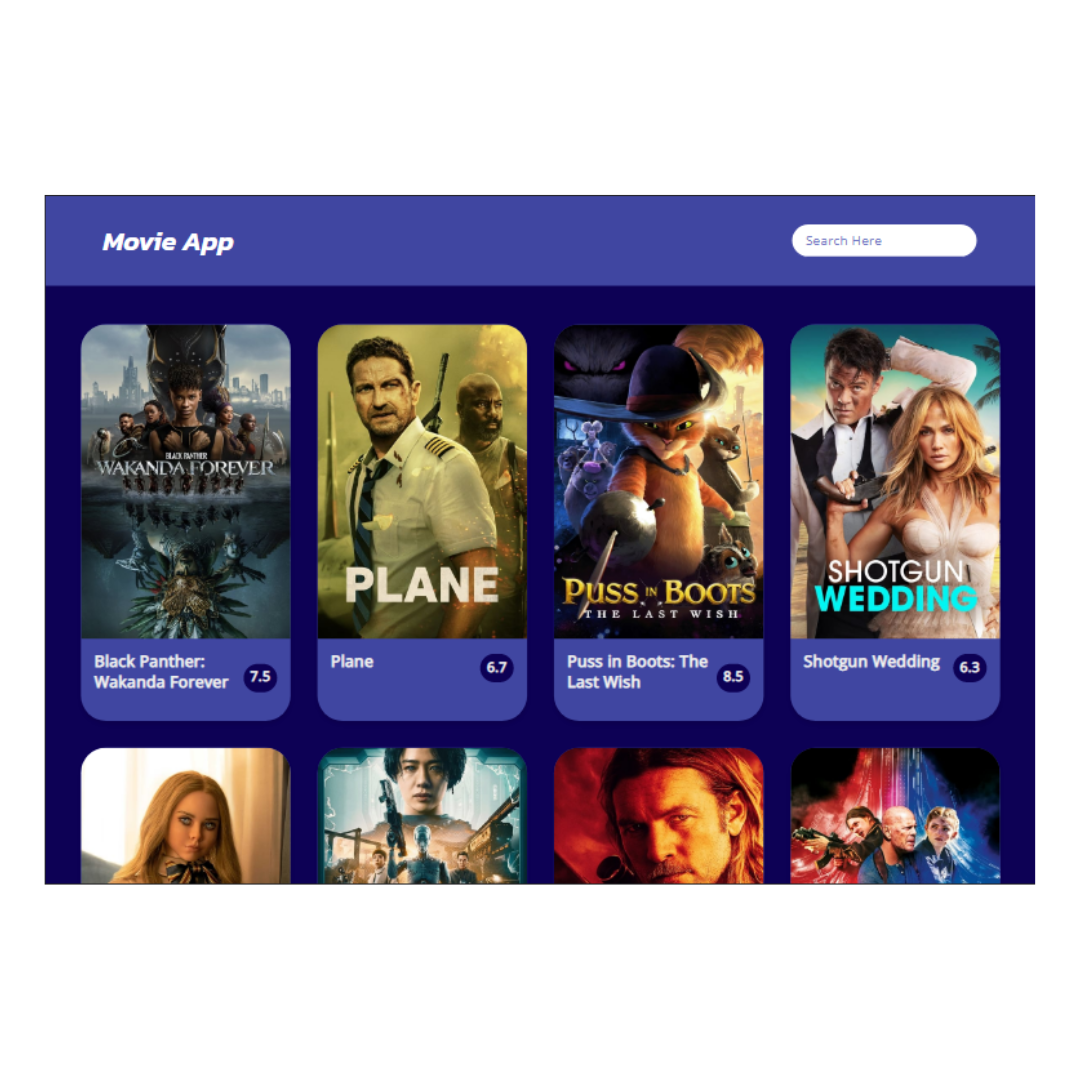 Movie App
Search Here
BLACK PANTHER
WAKANDA FOREVER
PLANE
PUSS IN BOOTS
THE LAST WISH
SHOTGUN
WEDDING
Black Panther:
Wakanda Forever
7.5
Plane
6.7
Puss in Boots: The
Last Wish
8.5
Shotgun Wedding
6.3